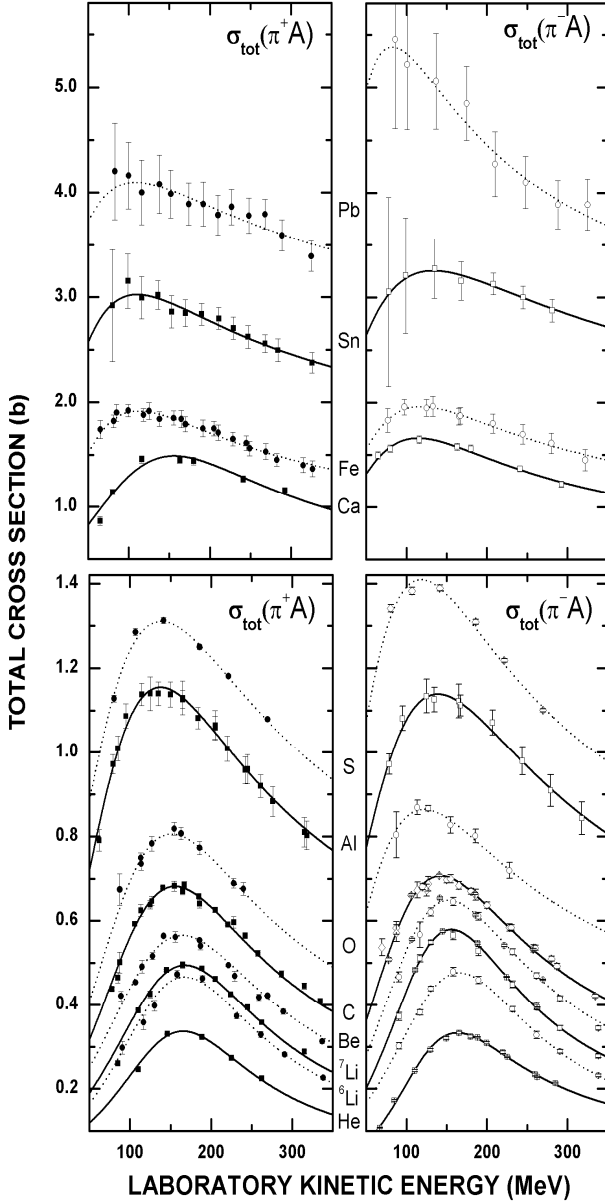 σtot(π+A)
σtot(π−A)
5.0
4.0
3.0
2.0
1.0
Pb
Sn
Fe
Ca
TOTAL CROSS SECTION (b)
σtot(π+A)
σtot(π−A)
1.4
1.2
1.0
0.8
0.6
0.4
0.2
S
Al
O
C
Be
7Li
6Li
He
100 200 300 100 200 300
LABORATORY KINETIC ENERGY (MeV)